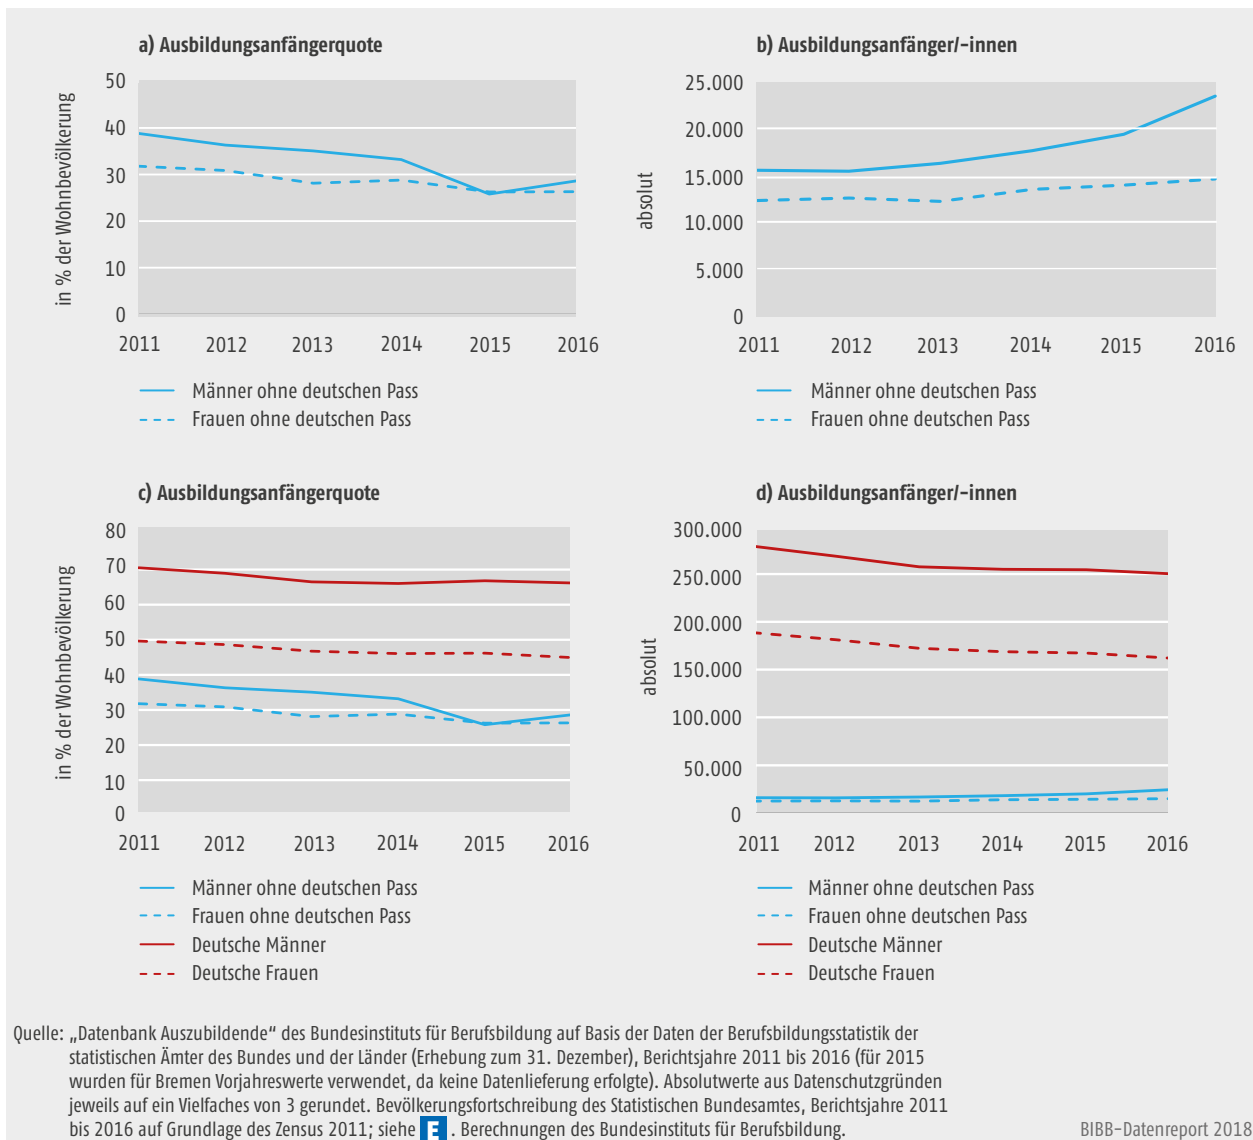 a) Ausbildungsanfängerquote
in % der Wohnbevölkerung
50
40
30
20
10
0
2011 2012 2013 2014 2015 2016
Männer ohne deutschen Pass
Frauen ohne deutschen Pass
b) Ausbildungsanfänger/-innen
absolut
25.000
20.000
15.000
10.000
5.000
0
2011 2012 2013 2014 2015 2016
Männer ohne deutschen Pass
Frauen ohne deutschen Pass
c) Ausbildungsanfängerquote
in % der Wohnbevölkerung
80
70
60
50
40
30
20
10
0
2011 2012 2013 2014 2015 2016
Männer ohne deutschen Pass
Frauen ohne deutschen Pass
Deutsche Männer
Deutsche Frauen
d) Ausbildungsanfänger/-innen
absolut
300.000
250.000
200.000
150.000
100.000
50.000
0
2011 2012 2013 2014 2015 2016
Männer ohne deutschen Pass
Frauen ohne deutschen Pass
Deutsche Männer
Deutsche Frauen
Quelle: „Datenbank Auszubildende“ des Bundesinstituts für Berufsbildung auf Basis der Daten der Berufsbildungsstatistik der
statistischen Ämter des Bundes und der Länder (Erhebung zum 31. Dezember), Berichtsjahre 2011 bis 2016 (für 2015
wurden für Bremen Vorjahreswerte verwendet, da keine Datenlieferung erfolgte). Absolutwerte aus Datenschutzgründen
jeweils auf ein Vielfaches von 3 gerundet. Bevölkerungsfortschreibung des Statistischen Bundesamtes, Berichtsjahre 2011
bis 2016 auf Grundlage des Zensus 2011; siehe E . Berechnungen des Bundesinstituts für Berufsbildung.
BIBB-Datenreport 2018